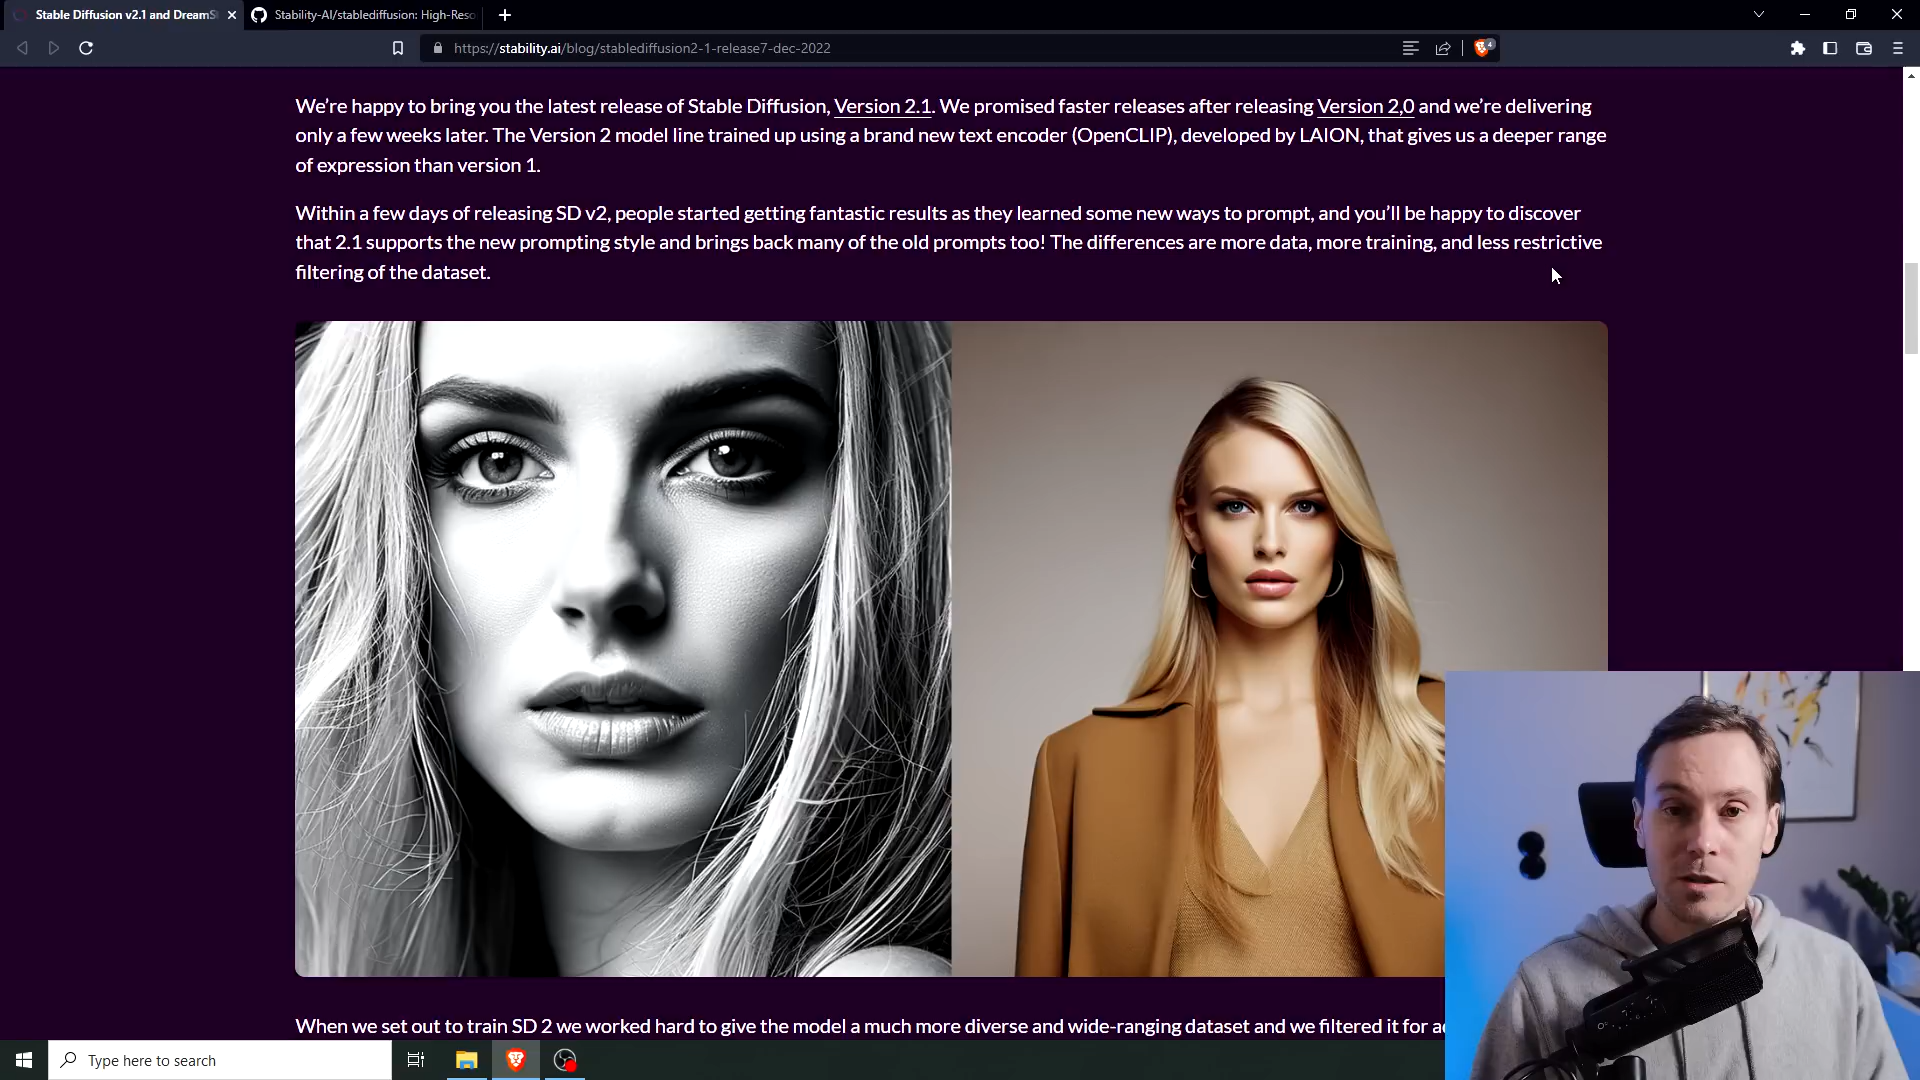 Stable Diffusion v2.1 and DreamSt
Stability-AI/stablediffusion: High-Reso
https://stability.ai/blog/stablediffusion2-1-release7-dec-2022
4
We’re happy to bring you the latest release of Stable Diffusion, Version 2.1. We promised faster releases after releasing Version 2,0 and we’re delivering
only a few weeks later. The Version 2 model line trained up using a brand new text encoder (OpenCLIP), developed by LAION, that gives us a deeper range
of expression than version 1.
Within a few days of releasing SD v2, people started getting fantastic results as they learned some new ways to prompt, and you’ll be happy to discover
that 2.1 supports the new prompting style and brings back many of the old prompts too! The differences are more data, more training, and less restrictive
filtering of the dataset.
When we set out to train SD 2 we worked hard to give the model a much more diverse and wide-ranging dataset and we filtered it for a
Type here to search